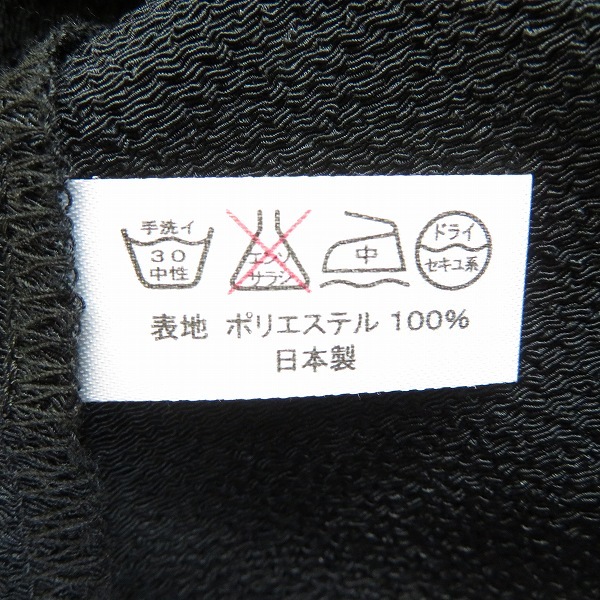 手洗イ
30
中性
エンソ
サラシ
中
ドライ
セキユ系
表地 ポリエステル 100%
日本製